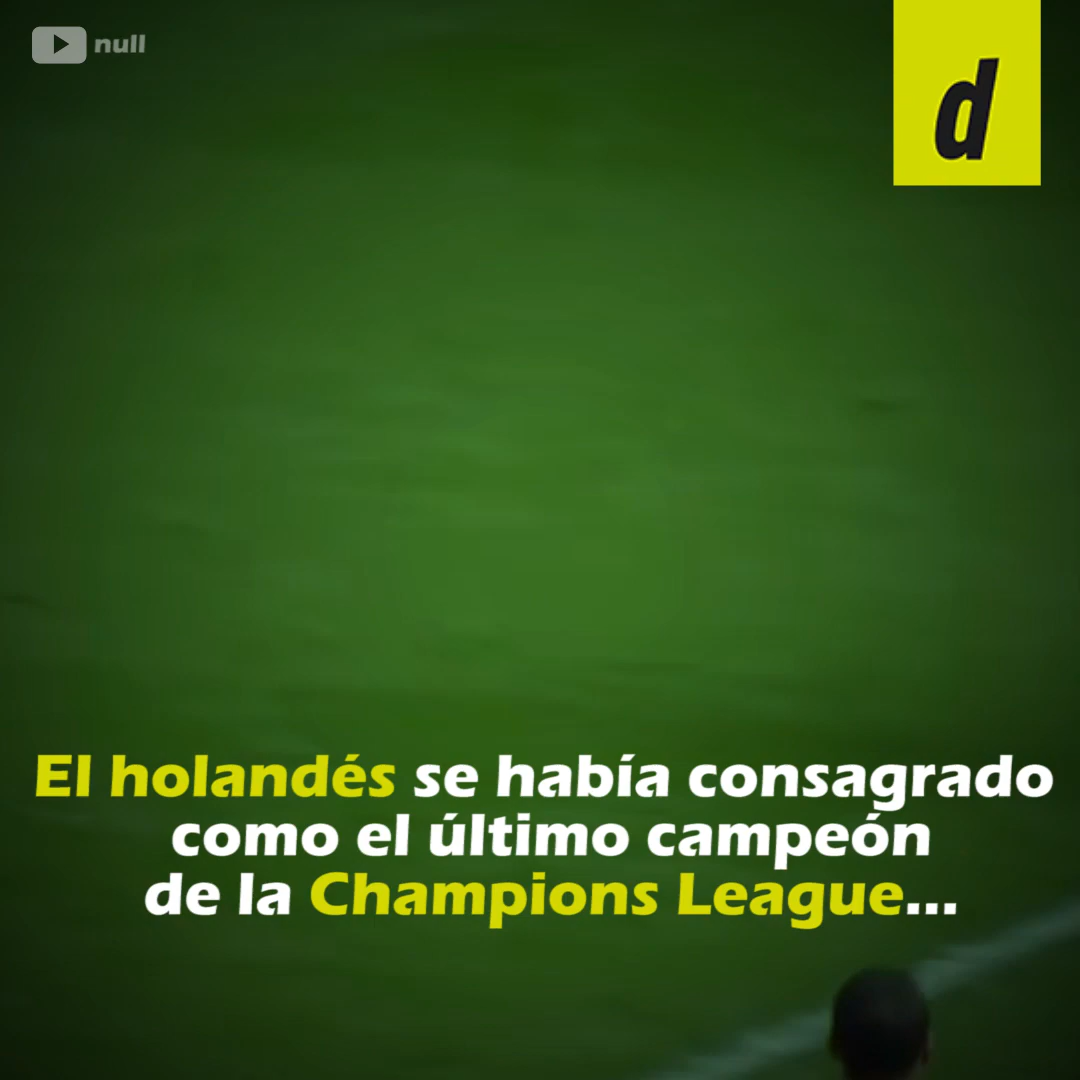 null
d
El holandés se había consagrado
como el último campeón
de la Champions League...